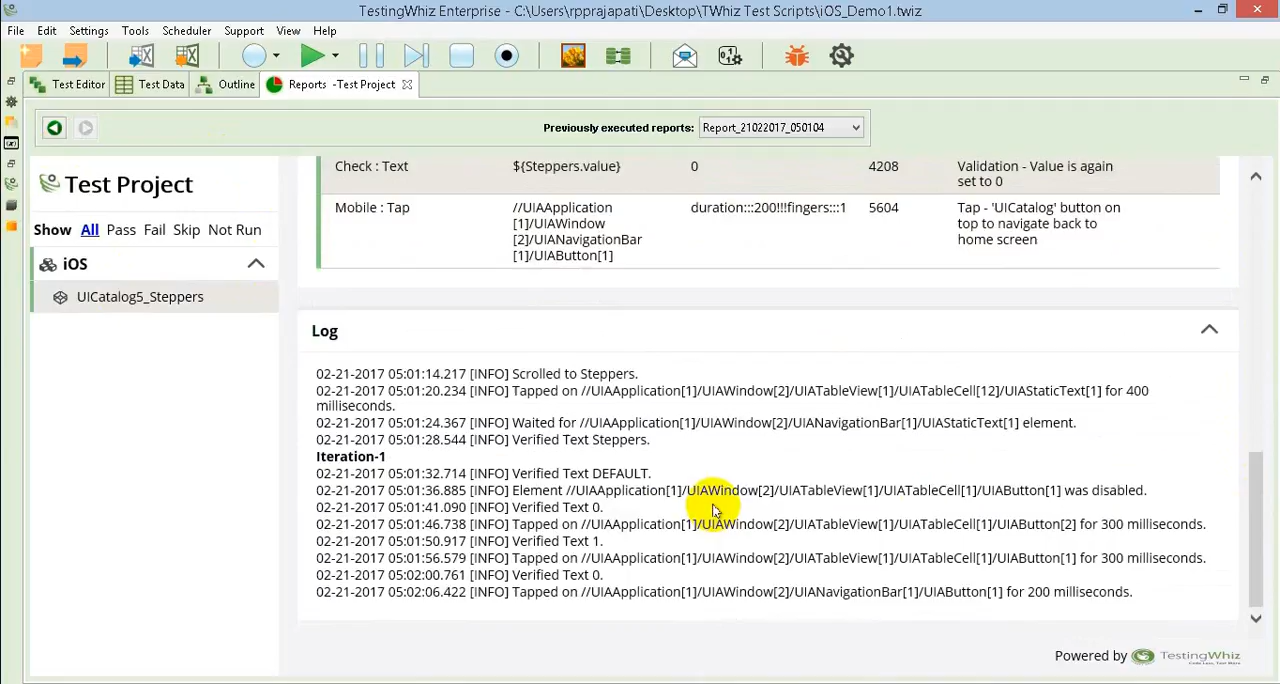 TestingWhiz Enterprise - C:\Users\rpprajapati\Desktop\TWhiz Test Scripts\iOS_Demo1.twiz
File Edit Settings Tools Scheduler Support View Help
Test Editor Test Data Outline Reports -Test Project
Previously executed reports: Report_21022017_050104
Test Project
Show All Pass Fail Skip Not Run
iOS
UICatalog5_Steppers
Check : Text ${Steppers.value} 0 4208 Validation - Value is again
set to 0
Mobile : Tap //UIAApplication duration:::200!!!fingers:::1 5604 Tap - 'UICatalog' button on
[1]/UIAWindow top to navigate back to
[2]/UIANavigationBar home screen
[1]/UIAButton[1]
Log
02-21-2017 05:01:14.217 [INFO] Scrolled to Steppers.
02-21-2017 05:01:20.234 [INFO] Tapped on //UIAApplication[1]/UIAWindow[2]/UIATableView[1]/UIATableCell[12]/UIAStaticText[1] for 400
milliseconds.
02-21-2017 05:01:24.367 [INFO] Waited for //UIAApplication[1]/UIAWindow[2]/UIANavigationBar[1]/UIAStaticText[1] element.
02-21-2017 05:01:28.544 [INFO] Verified Text Steppers.
Iteration-1
02-21-2017 05:01:32.714 [INFO] Verified Text DEFAULT.
02-21-2017 05:01:36.885 [INFO] Element //UIAApplication[1]/UIAWindow[2]/UIATableView[1]/UIATableCell[1]/UIAButton[1] was disabled.
02-21-2017 05:01:41.090 [INFO] Verified Text 0.
02-21-2017 05:01:46.738 [INFO] Tapped on //UIAApplication[1]/UIAWindow[2]/UIATableView[1]/UIATableCell[1]/UIAButton[2] for 300 milliseconds.
02-21-2017 05:01:50.917 [INFO] Verified Text 1.
02-21-2017 05:01:56.579 [INFO] Tapped on //UIAApplication[1]/UIAWindow[2]/UIATableView[1]/UIATableCell[1]/UIAButton[1] for 300 milliseconds.
02-21-2017 05:02:00.761 [INFO] Verified Text 0.
02-21-2017 05:02:06.422 [INFO] Tapped on //UIAApplication[1]/UIAWindow[2]/UIANavigationBar[1]/UIAButton[1] for 200 milliseconds.
Powered by TestingWhiz